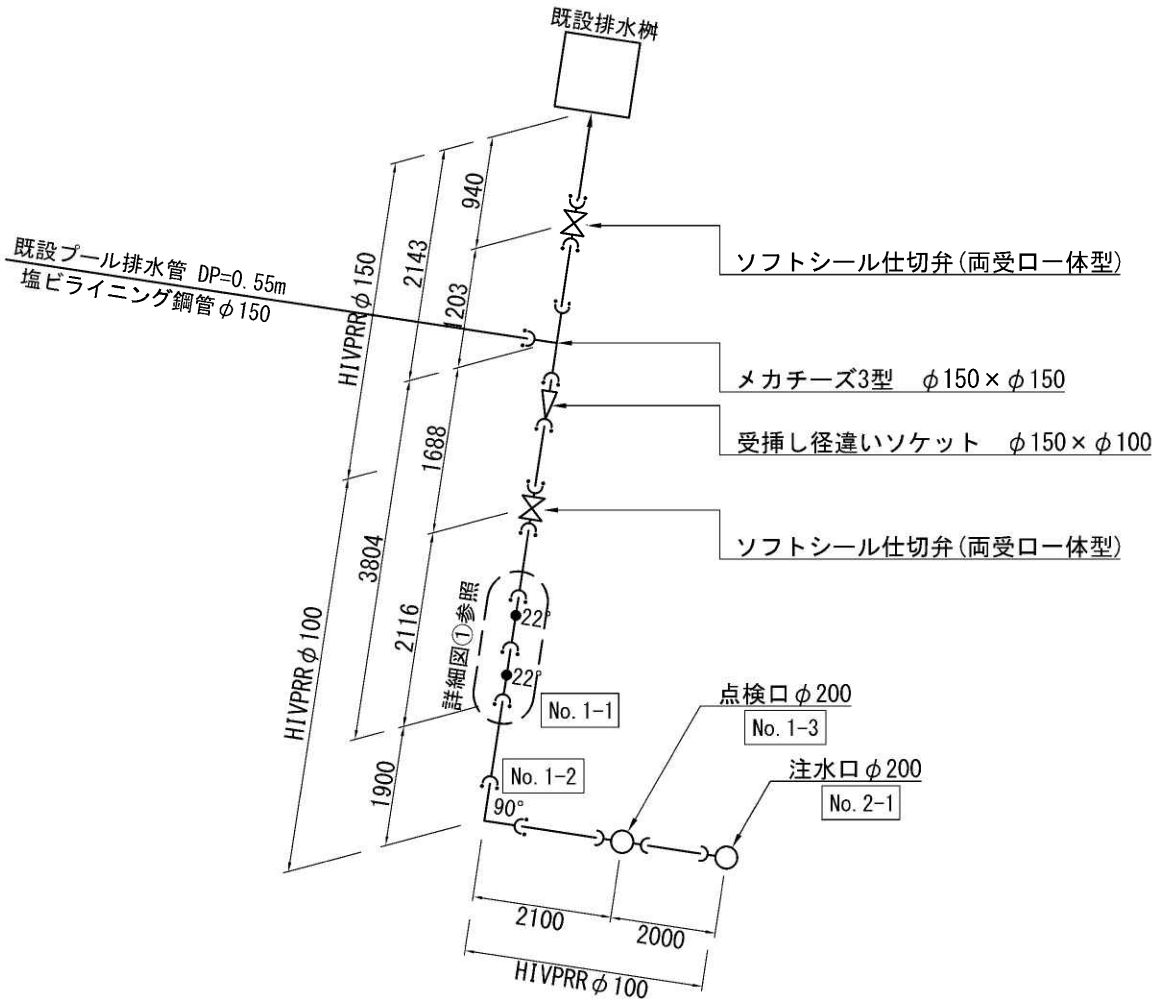 既設排水桝
940
2143
1203
HIVPRRφ150
既設プール排水管 DP=0.55m
塩ビライニング鋼管φ150
ソフトシール仕切弁(両受口一体型)
メカチーズ3型 φ150×φ150
受挿し径違いソケット φ150×φ100
1688
3804
ソフトシール仕切弁(両受口一体型)
2116
詳細図①参照
22°
22°
HIVPRRφ100
No. 1-1
点検口φ200
No. 1-3
No. 1-2
注水口φ200
No. 2-1
1900
90°
2100
2000
HIVPRRφ100